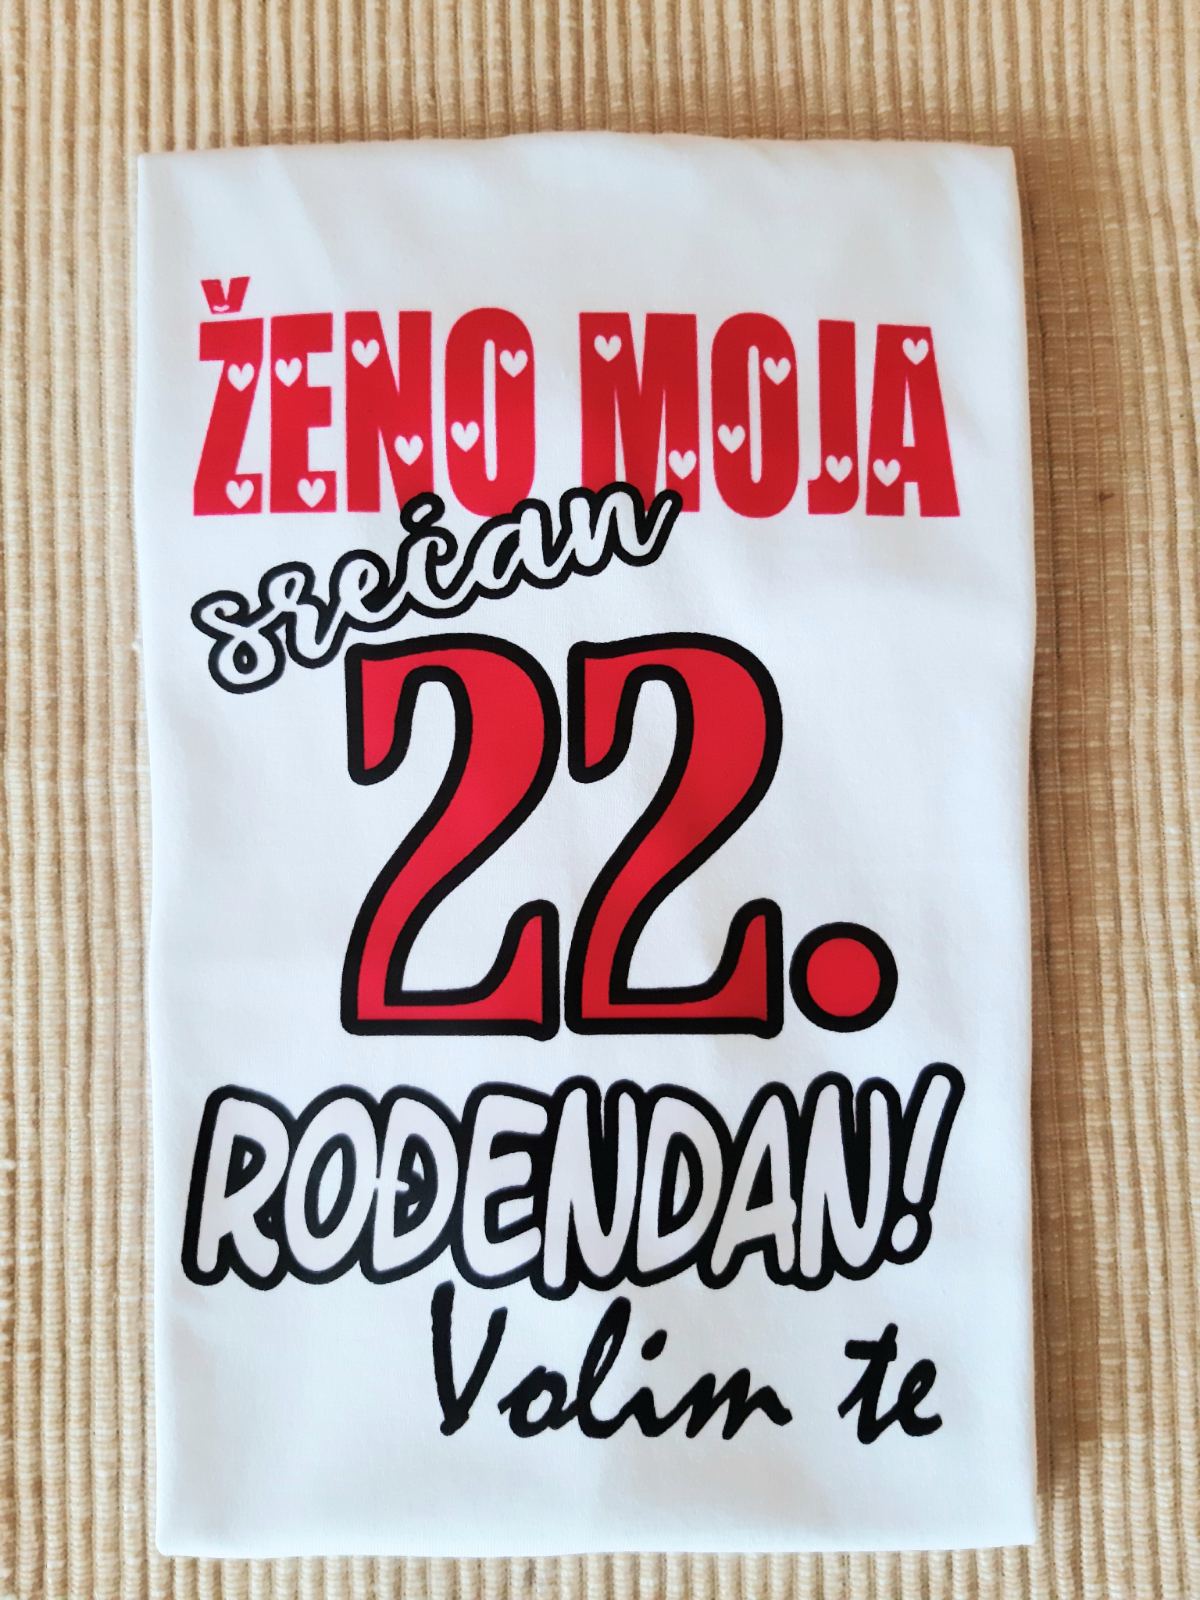 ŽENO MOJA
srećan
22.
ROĐENDAN!
Volim te